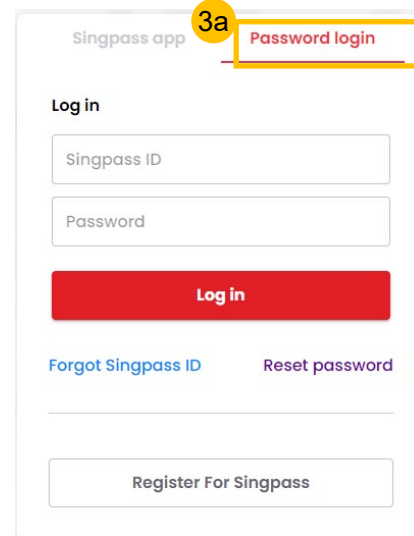 3a
Singpass app Password login
Log in
Singpass ID
Password
Log in
Forgot Singpass ID Reset password
Register For Singpass